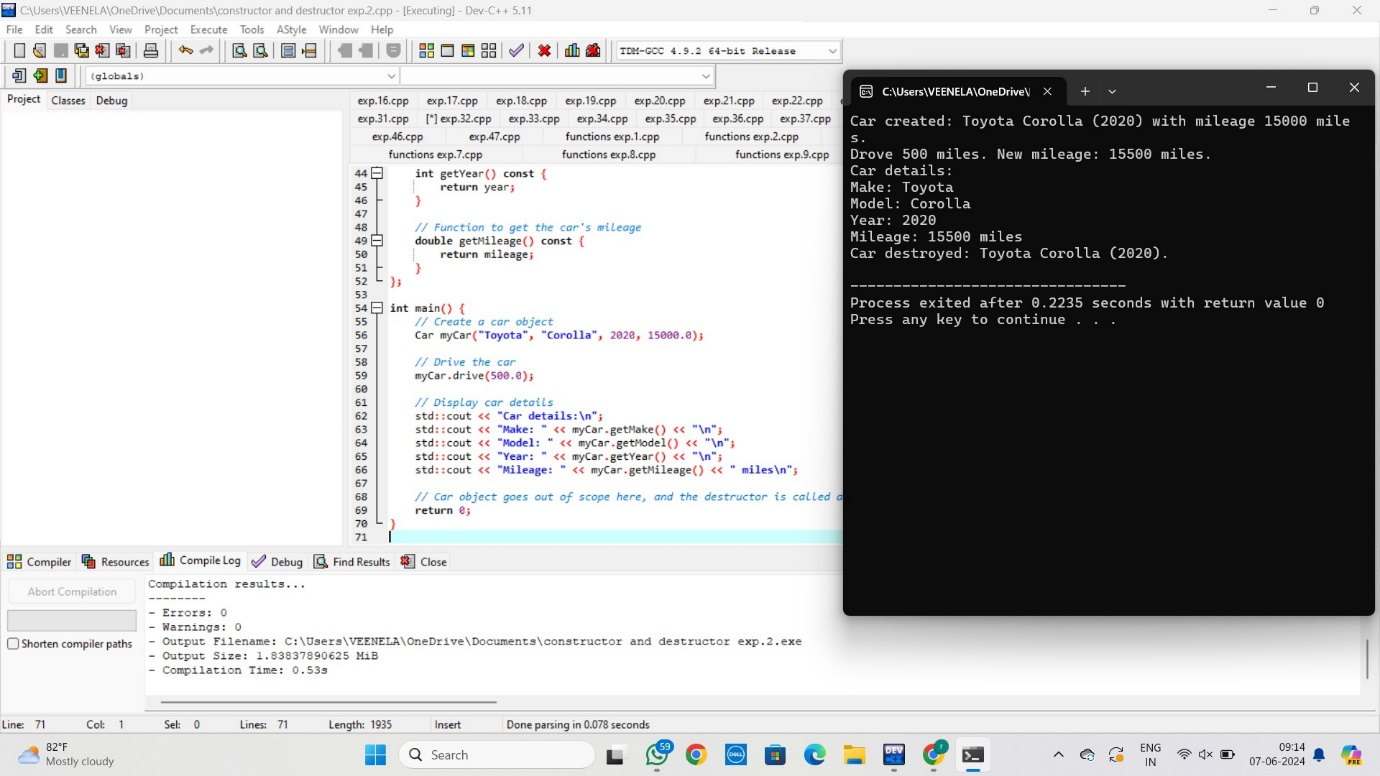 C:\Users\VEENELA\OneDrive\Documents\constructor and destructor exp.2.cpp - [Executing] - Dev-C++ 5.11
File Edit Search View Project Execute Tools AStyle Window Help
TDM-GCC 4.9.2 64-bit Release
(globals)
Project Classes Debug
exp.16.cpp exp.17.cpp exp.18.cpp exp.19.cpp exp.20.cpp exp.21.cpp exp.22.cpp
exp.31.cpp [*] exp.32.cpp exp.33.cpp exp.34.cpp exp.35.cpp exp.36.cpp exp.37.cpp
exp.46.cpp exp.47.cpp functions exp.1.cpp functions exp.2.cpp
functions exp.7.cpp functions exp.8.cpp functions exp.9.cpp
44 int getYear() const {
45 return year;
46 }
47
48 // Function to get the car's mileage
49 double getMileage() const {
50 return mileage;
51 }
52 };
53
54 int main() {
55 // Create a car object
56 Car myCar("Toyota", "Corolla", 2020, 15000.0);
57
58 // Drive the car
59 myCar.drive(500.0);
60
61 // Display car details
62 std::cout << "Car details:\n";
63 std::cout << "Make: " << myCar.getMake() << "\n";
64 std::cout << "Model: " << myCar.getModel() << "\n";
65 std::cout << "Year: " << myCar.getYear() << "\n";
66 std::cout << "Mileage: " << myCar.getMileage() << " miles\n";
67
68 // Car object goes out of scope here, and the destructor is called a
69 return 0;
70 }
71
C:\Users\VEENELA\OneDrive\
Car created: Toyota Corolla (2020) with mileage 15000 mile
s.
Drove 500 miles. New mileage: 15500 miles.
Car details:
Make: Toyota
Model: Corolla
Year: 2020
Mileage: 15500 miles
Car destroyed: Toyota Corolla (2020).
--------------------------------
Process exited after 0.2235 seconds with return value 0
Press any key to continue . . .
Compiler Resources Compile Log Debug Find Results Close
Abort Compilation
Shorten compiler paths
Compilation results...
--------
- Errors: 0
- Warnings: 0
- Output Filename: C:\Users\VEENELA\OneDrive\Documents\constructor and destructor exp.2.exe
- Output Size: 1.83837890625 MiB
- Compilation Time: 0.53s
Line: 71 Col: 1 Sel: 0 Lines: 71 Length: 1935 Insert Done parsing in 0.078 seconds
82°F
Mostly cloudy
Search
59
DELL
DEV
ENG
IN
09:14
07-06-2024
PRE